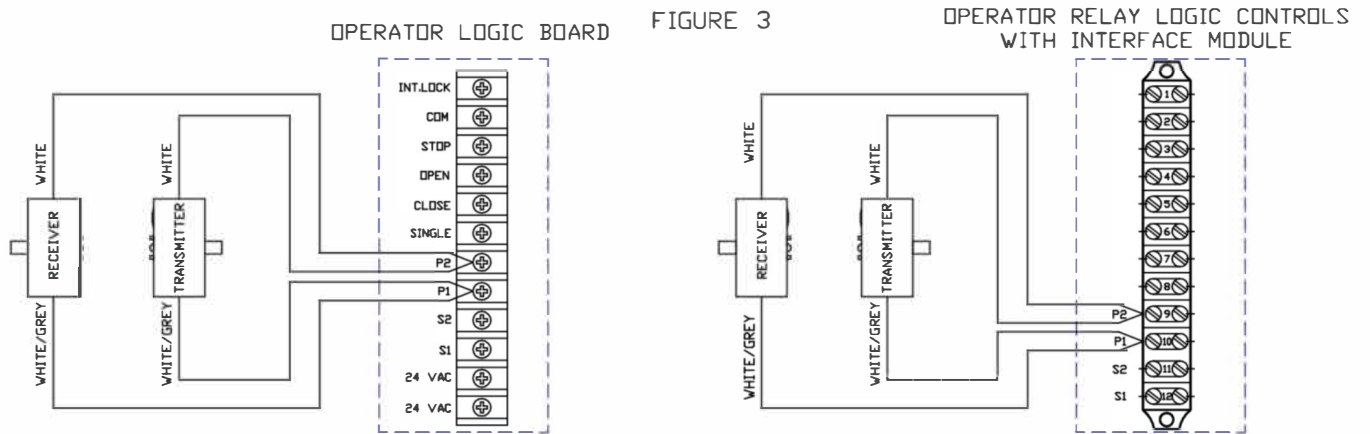 FIGURE 3
OPERATOR LOGIC BOARD
INT.LOCK
COM
STOP
OPEN
CLOSE
SINGLE
P2
P1
S2
S1
24 VAC
24 VAC
WHITE
WHITE
RECEIVER
TRANSMITTER
WHITE/GREY
WHITE/GREY
OPERATOR RELAY LOGIC CONTROLS
WITH INTERFACE MODULE
1
2
3
4
5
6
7
8
P2 9
P1 10
S2 11
S1 12
WHITE
WHITE
RECEIVER
TRANSMITTER
WHITE/GREY
WHITE/GREY